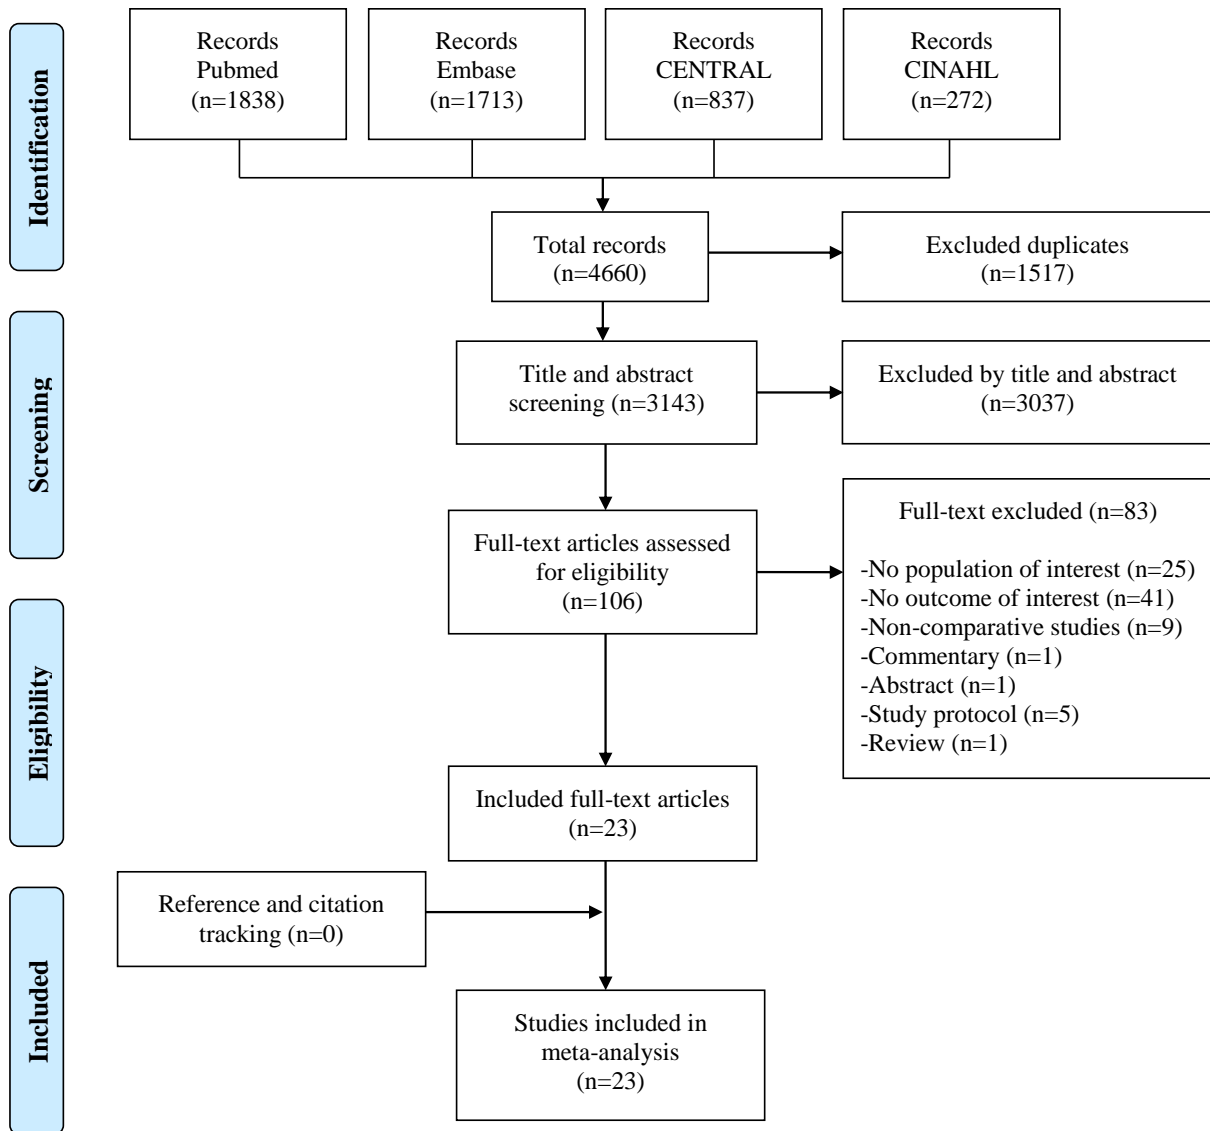 Identification
Records
Pubmed
(n=1838)
Records
Embase
(n=1713)
Records
CENTRAL
(n=837)
Records
CINAHL
(n=272)
Total records
(n=4660)
Excluded duplicates
(n=1517)
Screening
Title and abstract
screening (n=3143)
Excluded by title and abstract
(n=3037)
Full-text articles assessed
for eligibility
(n=106)
Full-text excluded (n=83)
-No population of interest (n=25)
-No outcome of interest (n=41)
-Non-comparative studies (n=9)
-Commentary (n=1)
-Abstract (n=1)
-Study protocol (n=5)
-Review (n=1)
Eligibility
Included full-text articles
(n=23)
Included
Reference and citation
tracking (n=0)
Studies included in
meta-analysis
(n=23)